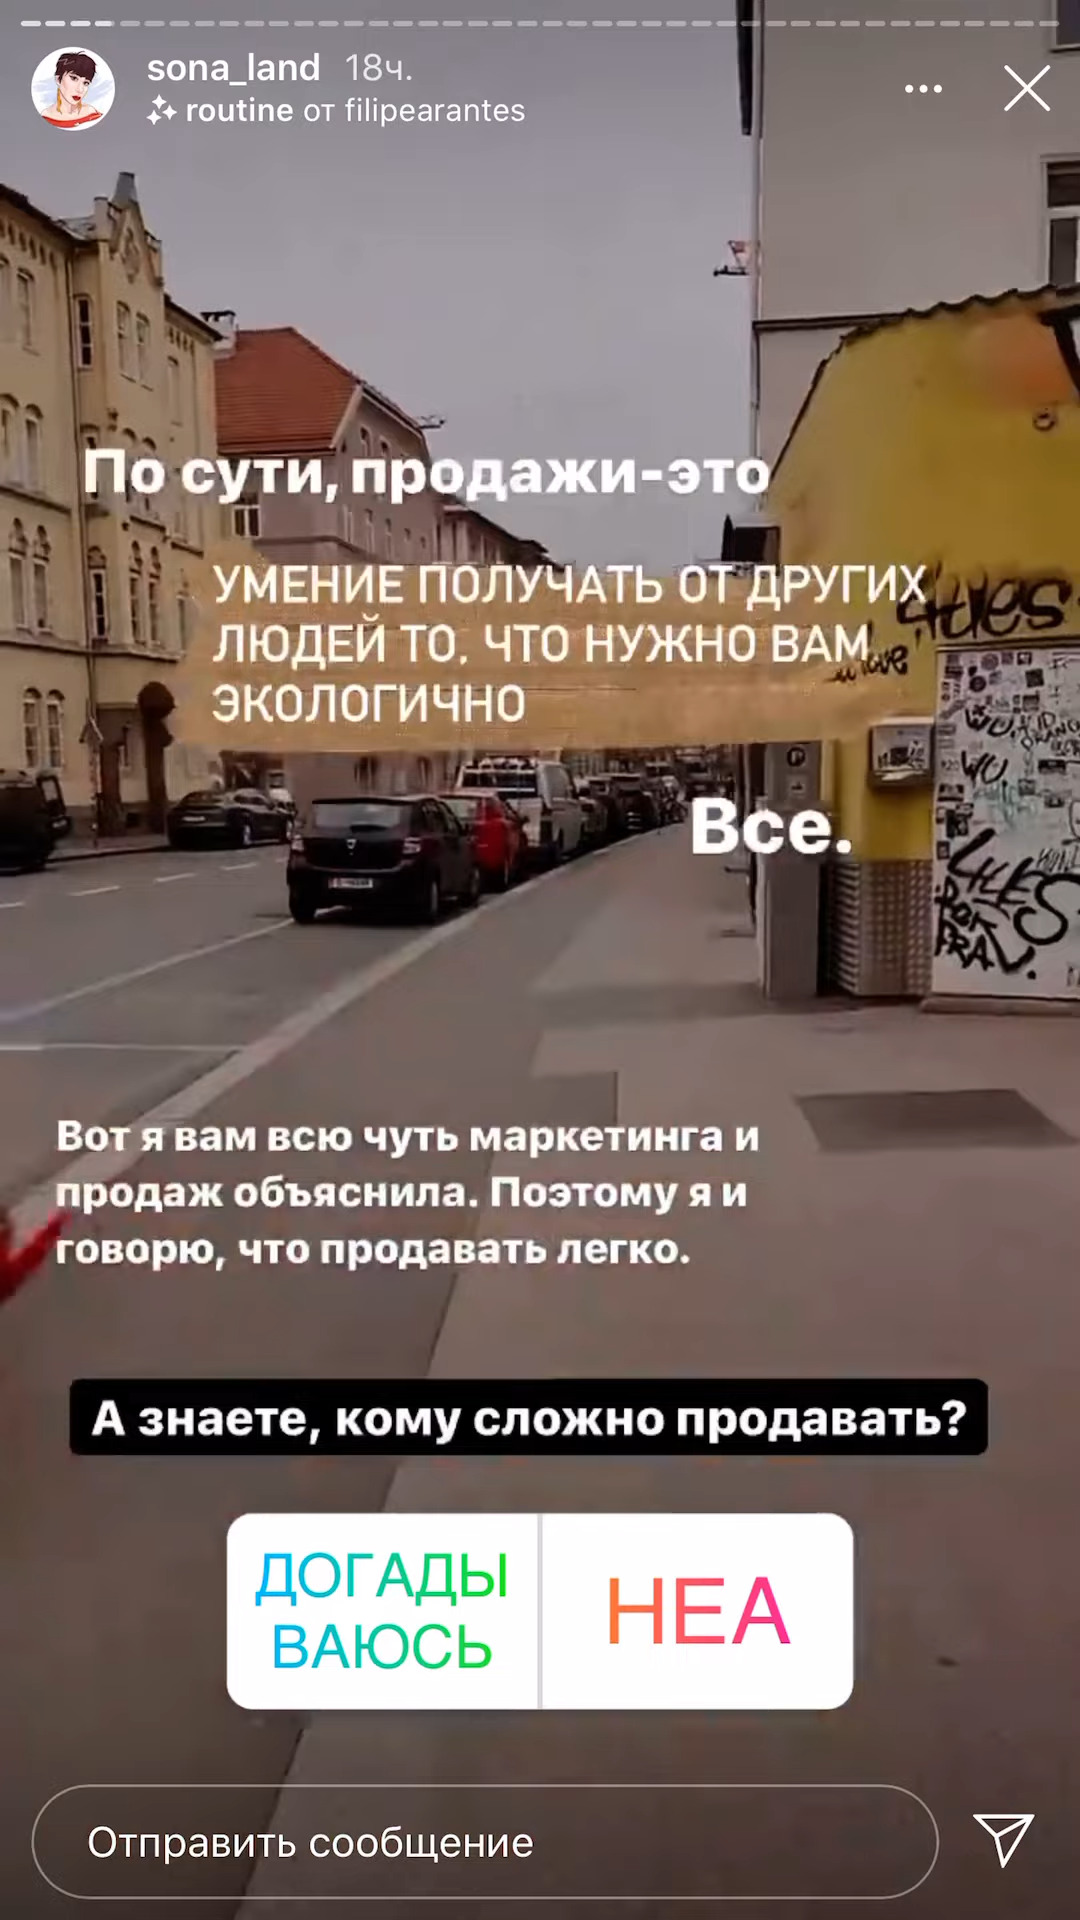 sona_land 18ч.
routine от filipearantes
По сути, продажи-это
УМЕНИЕ ПОЛУЧАТЬ ОТ ДРУГИХ
ЛЮДЕЙ ТО, ЧТО НУЖНО ВАМ,
ЭКОЛОГИЧНО
Все.
Вот я вам всю чуть маркетинга и
продаж объяснила. Поэтому я и
говорю, что продавать легко.
А знаете, кому сложно продавать?
ДОГАДЫ
ВАЮСЬ
НЕА
Отправить сообщение